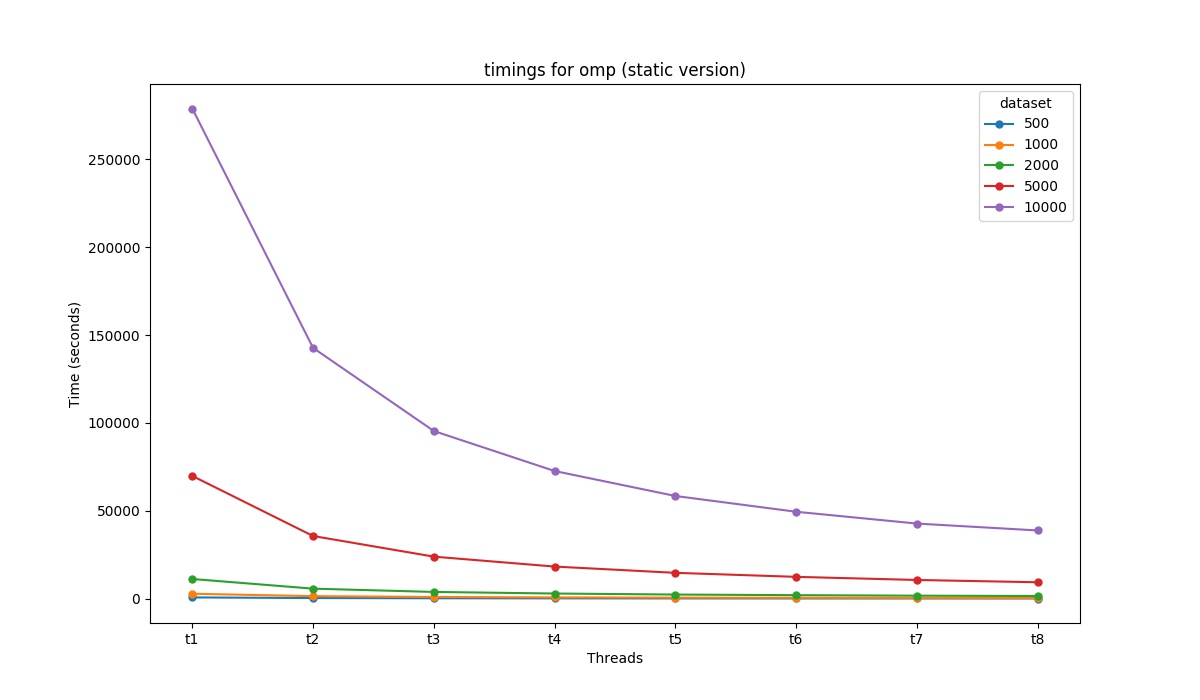 timings for omp (static version)
dataset
500
1000
2000
5000
10000
Time (seconds)
250000
200000
150000
100000
50000
0
t1 t2 t3 t4 t5 t6 t7 t8
Threads